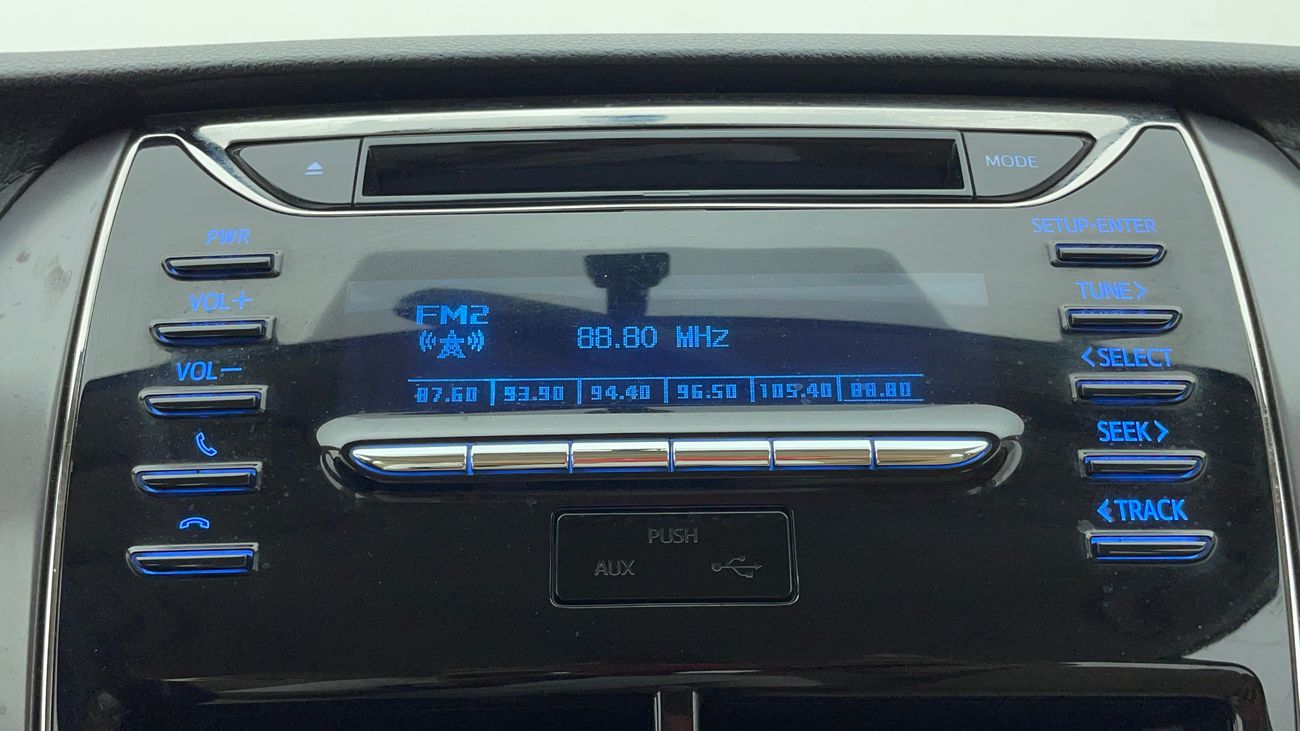 MODE
PWR
VOL+
VOL−
SETUP•ENTER
TUNE>
<SELECT
SEEK>
<TRACK
FM2
88.80 MHz
87.60 93.90 94.40 96.50 105.40 88.80
PUSH
AUX